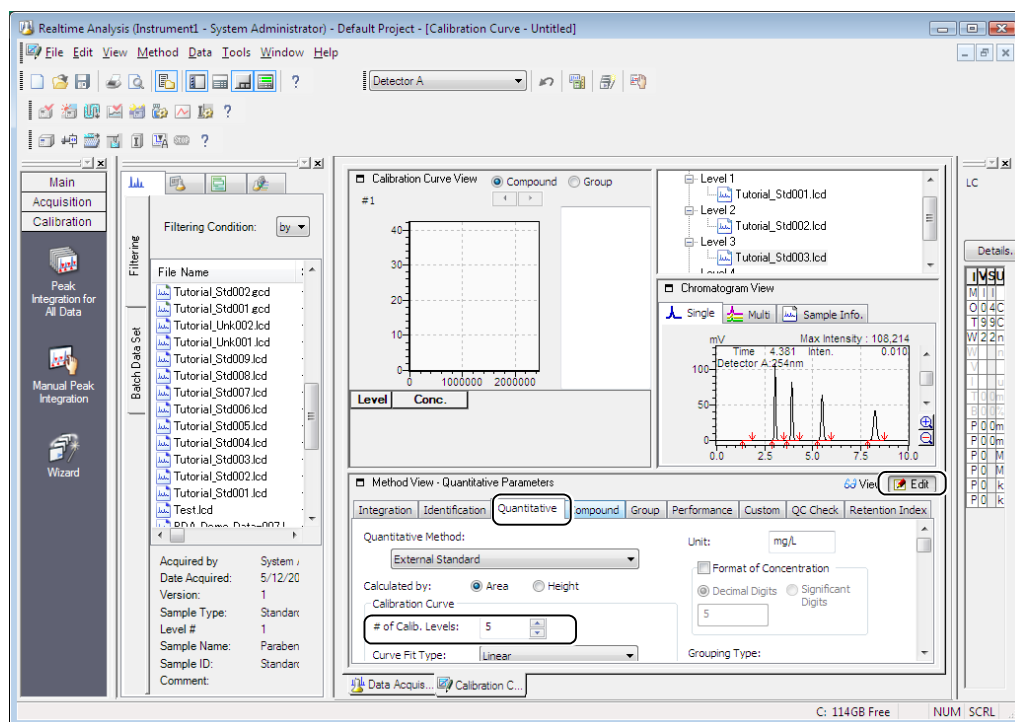 Realtime Analysis (Instrument1 - System Administrator) - Default Project - [Calibration Curve - Untitled]
File Edit View Method Data Tools Window Help
Detector A
Main
Acquisition
Calibration
Peak
Integration for
All Data
Manual Peak
Integration
Wizard
Filtering
Batch Data Set
Filtering Condition: by
File Name
Tutorial_Std002.gcd
Tutorial_Std001.gcd
Tutorial_Unk002.lcd
Tutorial_Unk001.lcd
Tutorial_Std009.lcd
Tutorial_Std008.lcd
Tutorial_Std007.lcd
Tutorial_Std006.lcd
Tutorial_Std005.lcd
Tutorial_Std004.lcd
Tutorial_Std003.lcd
Tutorial_Std002.lcd
Tutorial_Std001.lcd
Test.lcd
Acquired by System
Date Acquired: 5/12/20
Version: 1
Sample Type: Standard
Level # 1
Sample Name: Paraben
Sample ID: Standard
Comment:
Calibration Curve View Compound Group
#1
40
30
20
10
0
0 1000000 2000000
Level Conc.
Level 1
Tutorial_Std001.lcd
Level 2
Tutorial_Std002.lcd
Level 3
Tutorial_Std003.lcd
Level 4
Chromatogram View
Single Multi Sample Info.
mV Max Intensity : 108,214
Time 4.381 Inten. 0.010
Detector A:254nm
100
50
0
0.0 2.5 5.0 7.5 10.0
Method View - Quantitative Parameters View Edit
Integration Identification Quantitative Compound Group Performance Custom QC Check Retention Index
Quantitative Method:
External Standard
Calculated by: Area Height
Calibration Curve
# of Calib. Levels: 5
Curve Fit Type: Linear
Unit: mg/L
Format of Concentration
Decimal Digits Significant
Digits
5
Grouping Type:
LC
Details.
Data Acquis... Calibration C...
C: 114GB Free NUM SCRL